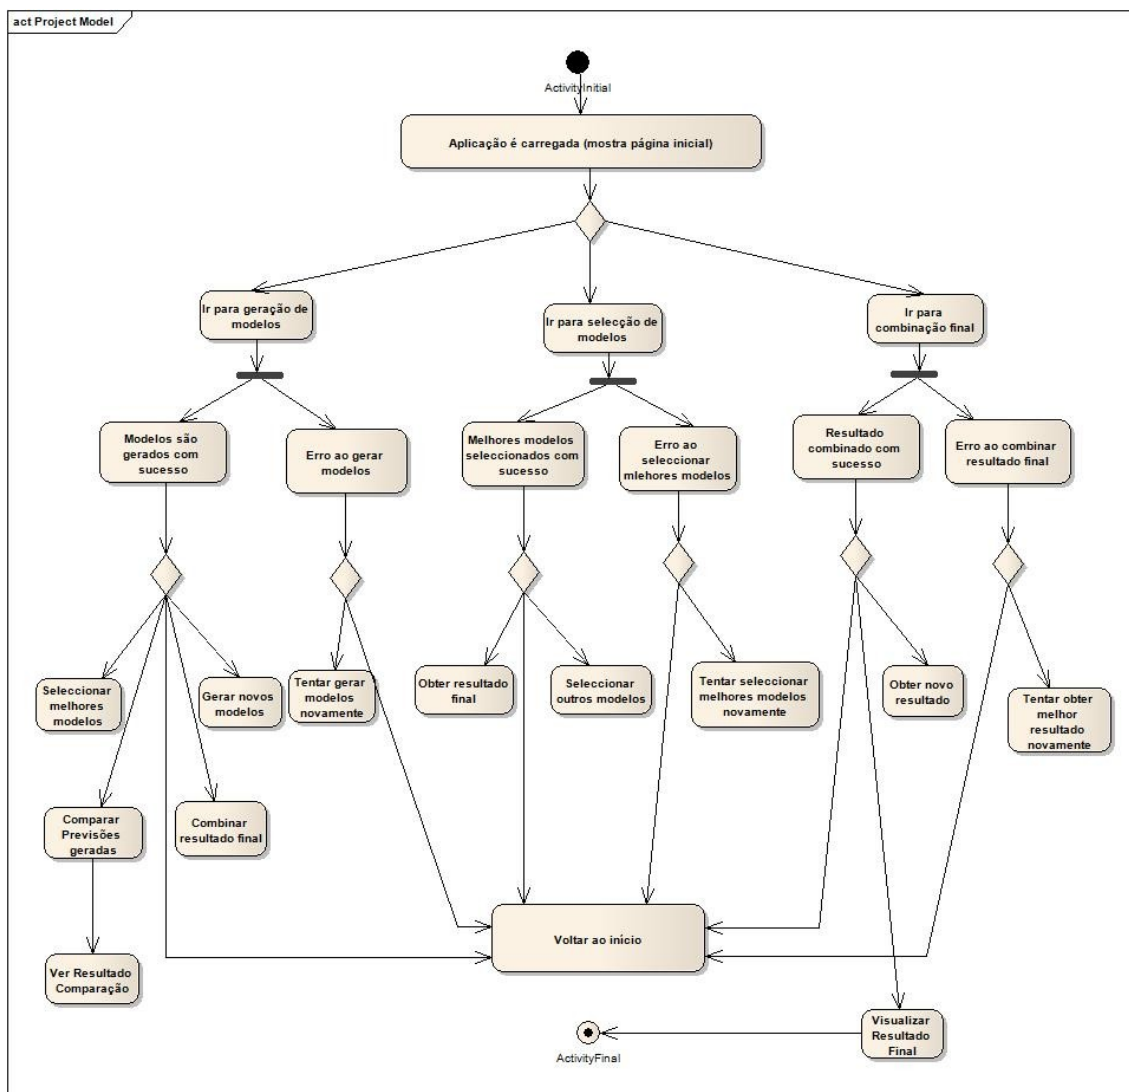 act Project Model
ActivityInitial
Aplicação é carregada (mostra página inicial)
Ir para geração de
modelos
Ir para selecção de
modelos
Ir para
combinação final
Modelos são
gerados com
sucesso
Erro ao gerar
modelos
Melhores modelos
seleccionados com
sucesso
Erro ao
seleccionar
mlehores modelos
Resultado
combinado com
sucesso
Erro ao combinar
resultado final
Seleccionar
melhores
modelos
Gerar novos
modelos
Tentar gerar
modelos
novamente
Obter resultado
final
Seleccionar
outros modelos
Tentar seleccionar
melhores modelos
novamente
Obter novo
resultado
Tentar obter
melhor
resultado
novamente
Comparar
Previsões
geradas
Combinar
resultado final
Voltar ao início
Ver Resultado
Comparação
Visualizar
Resultado
Final
ActivityFinal